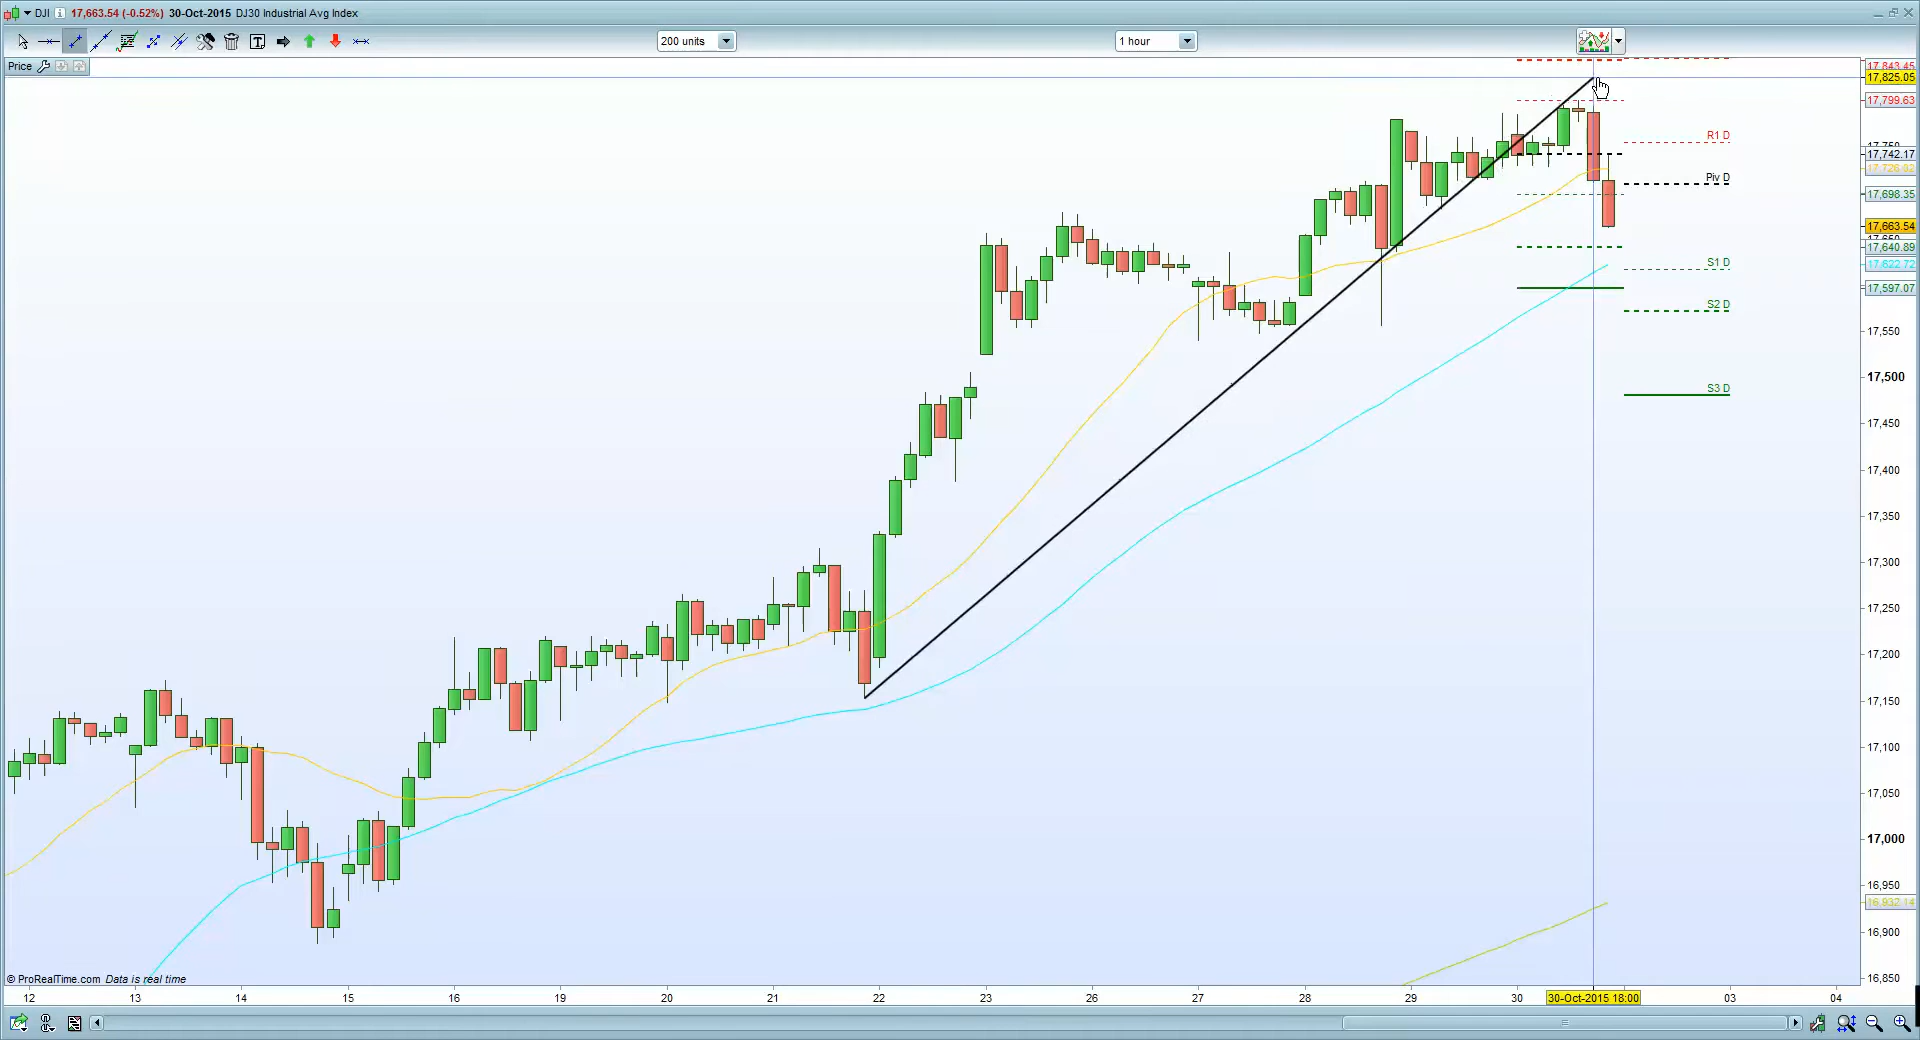 DJI 17,663.54 (-0.52%) 30-Oct-2015 DJ30 Industrial Avg Index
200 units
1 hour
Price
17,843.45
17,825.05
17,799.63
R1 D
17,742.17
17,726.92
Piv D
17,698.35
17,663.54
17,640.89
S1 D
17,622.72
17,597.07
S2 D
17,550
17,500
S3 D
17,450
17,400
17,350
17,300
17,250
17,200
17,150
17,100
17,050
17,000
16,950
16,932.14
16,900
16,850
© ProRealTime.com Data is real time
12 13 14 15 16 19 20 21 22 23 26 27 28 29 30 30-Oct-2015 18:00 03 04